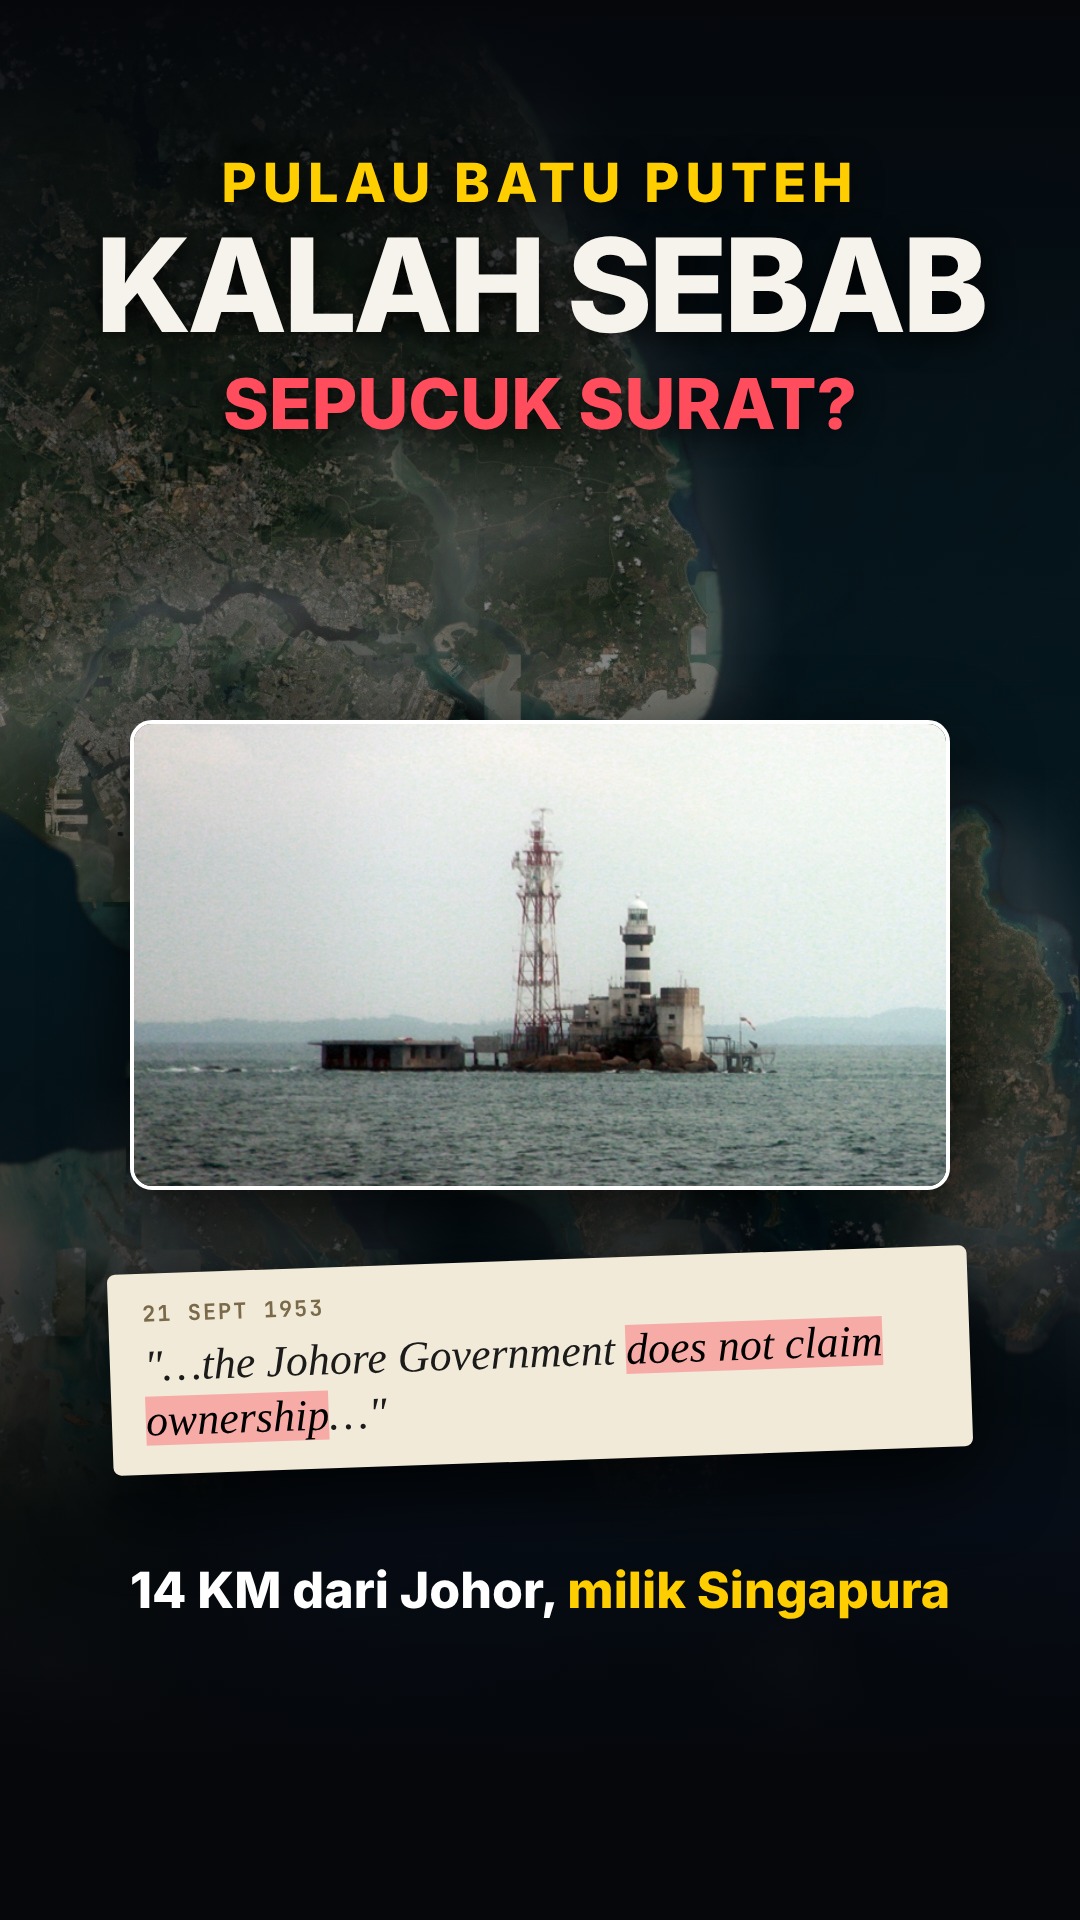 PULAU BATU PUTEH
KALAH SEBAB
SEPUCUK SURAT?
21 SEPT 1953
"…the Johore Government does not claim
ownership…"
14 KM dari Johor, milik Singapura